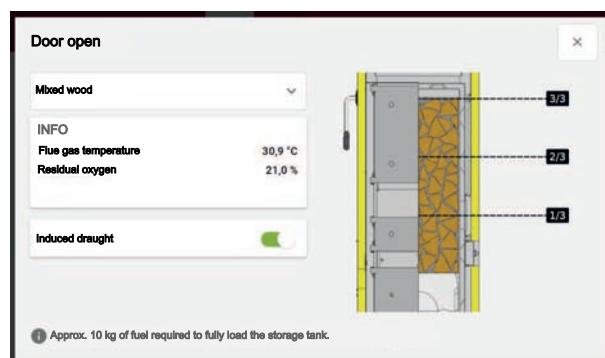 Door open
×
Mixed wood
INFO
Flue gas temperature 30,9 °C
Residual oxygen 21,0 %
Induced draught
3/3
2/3
1/3
i Approx. 10 kg of fuel required to fully load the storage tank.